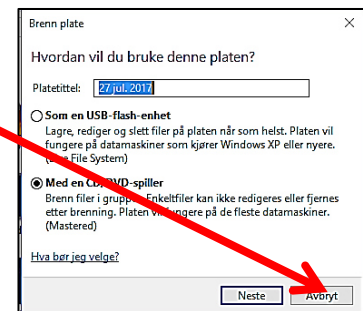 Brenn plate
Hvordan vil du bruke denne platen?
Platetittel: 27 jul. 2017
Som en USB-flash-enhet
Lagre, rediger og slett filer på platen når som helst. Platen vil
fungere på datamaskiner som kjører Windows XP eller nyere.
File System)
Med en CD/DVD-spiller
Brenn filer i grupper. Enkeltfiler kan ikke redigeres eller fjernes
etter brenning. Platen vil fungere på de fleste datamaskiner.
(Mastered)
Hva bør jeg velge?
Neste Avbryt